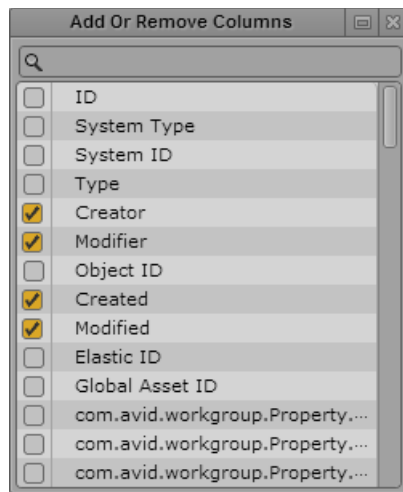 Add Or Remove Columns
ID
System Type
System ID
Type
Creator
Modifier
Object ID
Created
Modified
Elastic ID
Global Asset ID
com.avid.workgroup.Property.···
com.avid.workgroup.Property.···
com.avid.workgroup.Property.···